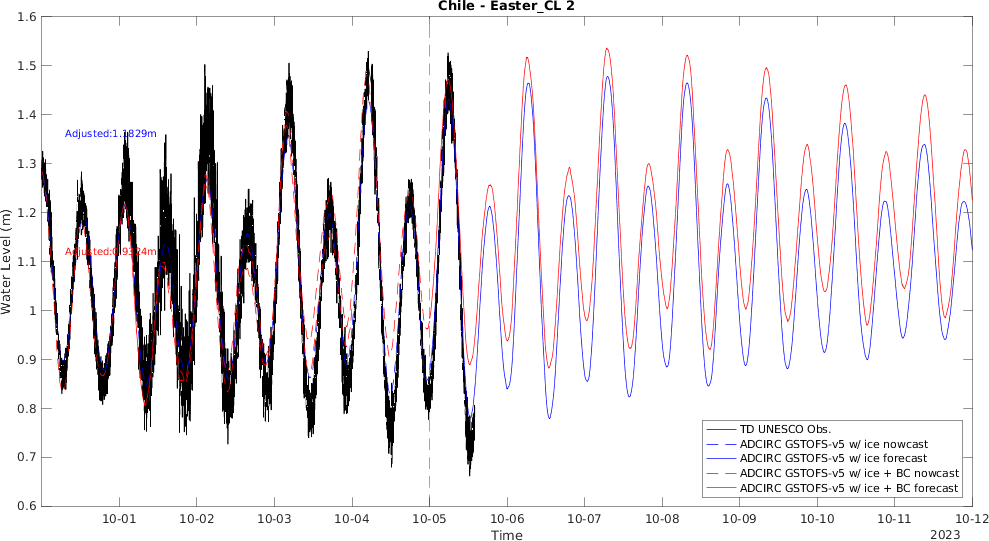 Chile - Easter_CL 2
1.6
1.5
1.4
1.3
1.2
1.1
1
0.9
0.8
0.7
0.6
Water Level (m)
Adjusted:1.1829m
Adjusted:0.9324m
TD UNESCO Obs.
ADCIRC GSTOFS-v5 w/ ice nowcast
ADCIRC GSTOFS-v5 w/ ice forecast
ADCIRC GSTOFS-v5 w/ ice + BC nowcast
ADCIRC GSTOFS-v5 w/ ice + BC forecast
10-01 10-02 10-03 10-04 10-05 10-06 10-07 10-08 10-09 10-10 10-11 10-12
Time
2023